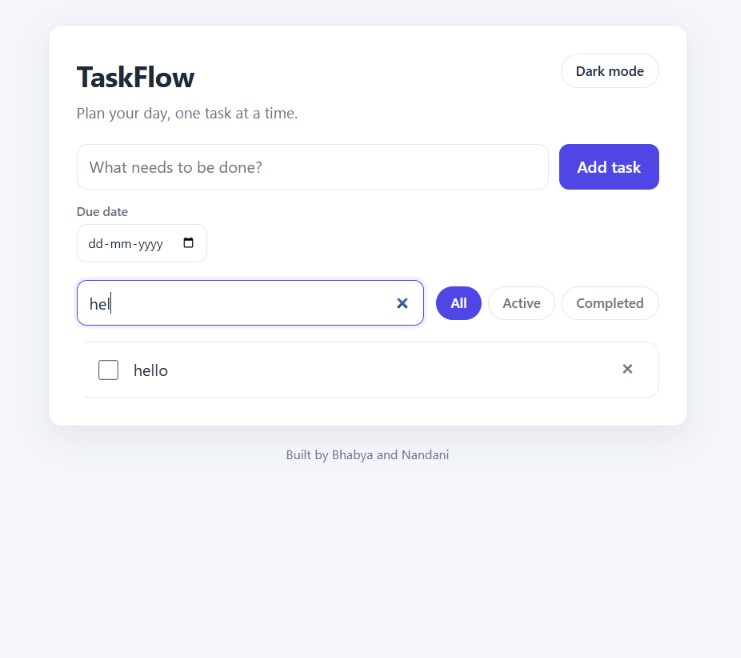 TaskFlow
Dark mode
Plan your day, one task at a time.
What needs to be done?
Add task
Due date
dd-mm-yyyy
hel
All
Active
Completed
hello
Built by Bhabya and Nandani